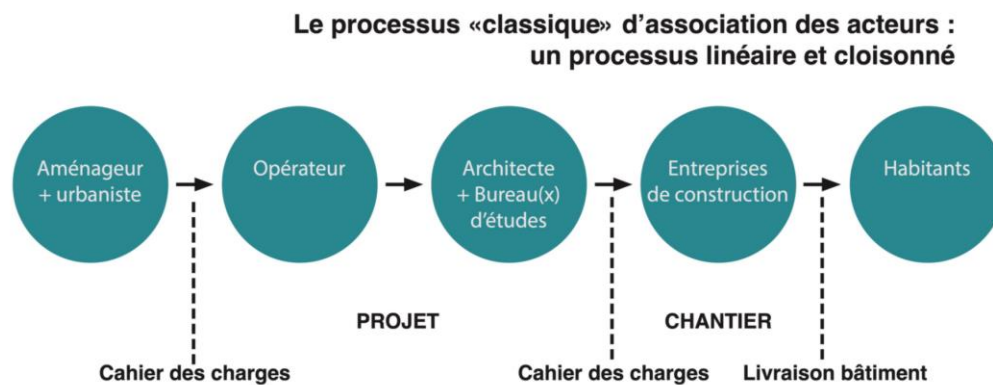 Le processus «classique» d'association des acteurs :
un processus linéaire et cloisonné
Aménageur
+ urbaniste
Opérateur
Architecte
+ Bureau(x)
d'études
Entreprises
de construction
Habitants
PROJET
CHANTIER
Cahier des charges
Cahier des charges
Livraison bâtiment